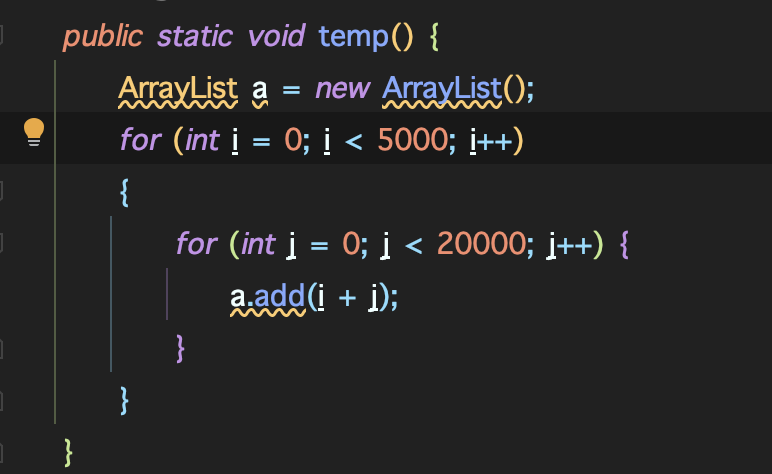 public static void temp() {
ArrayList a = new ArrayList();
for (int i = 0; i < 5000; i++)
{
for (int j = 0; j < 20000; j++) {
a.add(i + j);
}
}
}